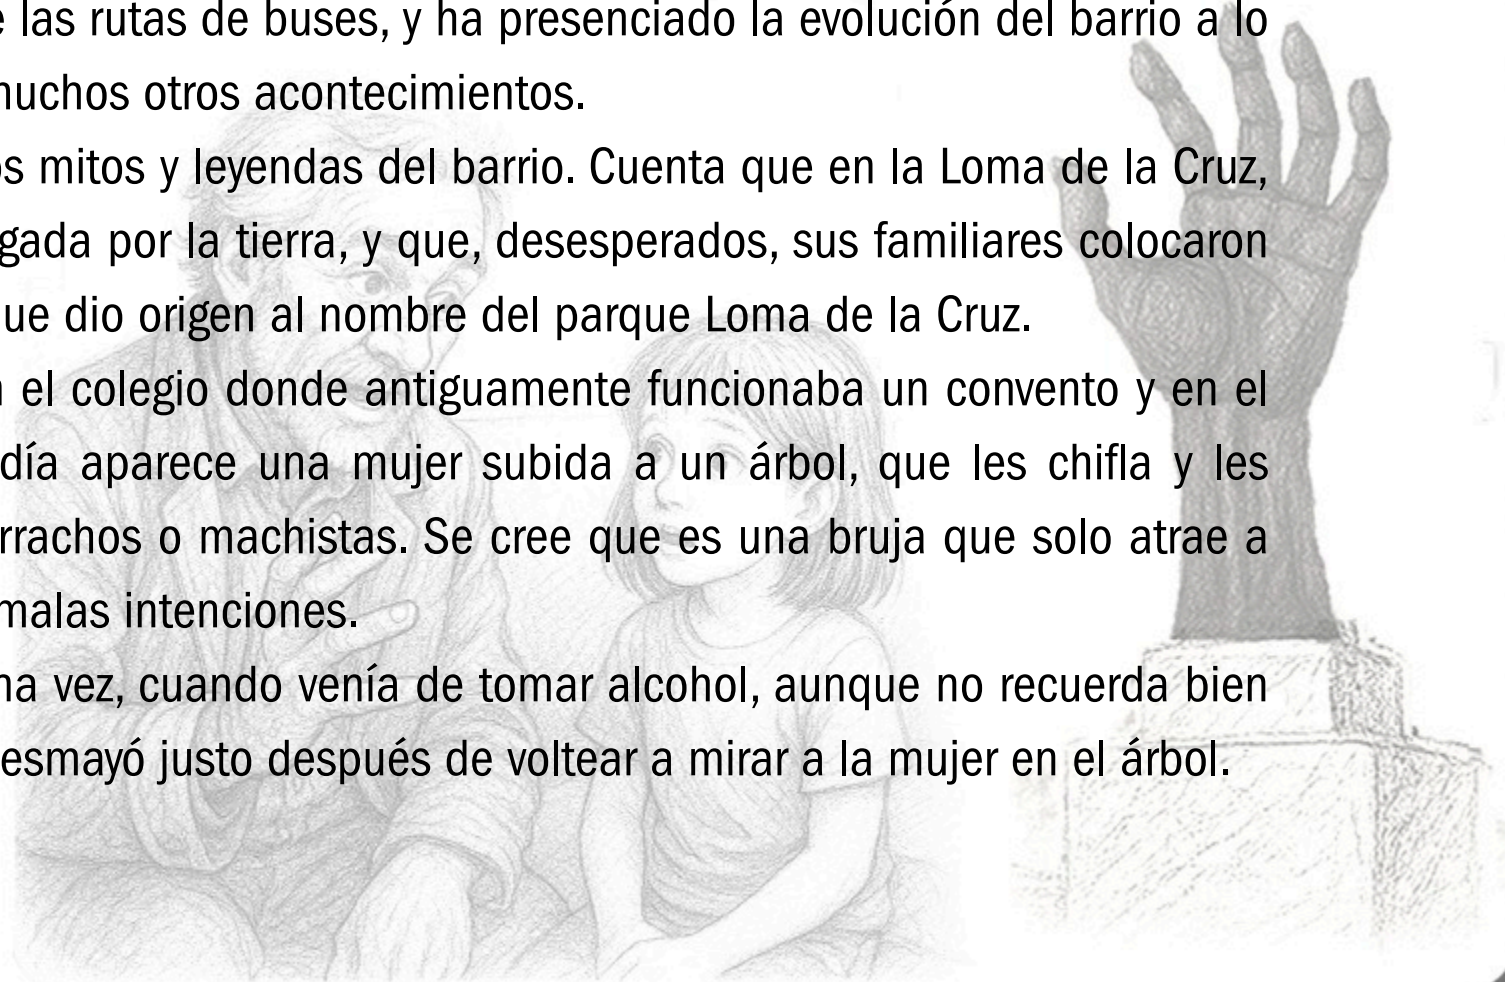 las rutas de buses, y ha presenciado la evolución del barrio a lo
muchos otros acontecimientos.
mitos y leyendas del barrio. Cuenta que en la Loma de la Cruz,
gada por la tierra, y que, desesperados, sus familiares colocaron
que dio origen al nombre del parque Loma de la Cruz.
el colegio donde antiguamente funcionaba un convento y en el
día aparece una mujer subida a un árbol, que les chifla y les
rrachos o machistas. Se cree que es una bruja que solo atrae a
malas intenciones.
na vez, cuando venía de tomar alcohol, aunque no recuerda bien
esmayó justo después de voltear a mirar a la mujer en el árbol.